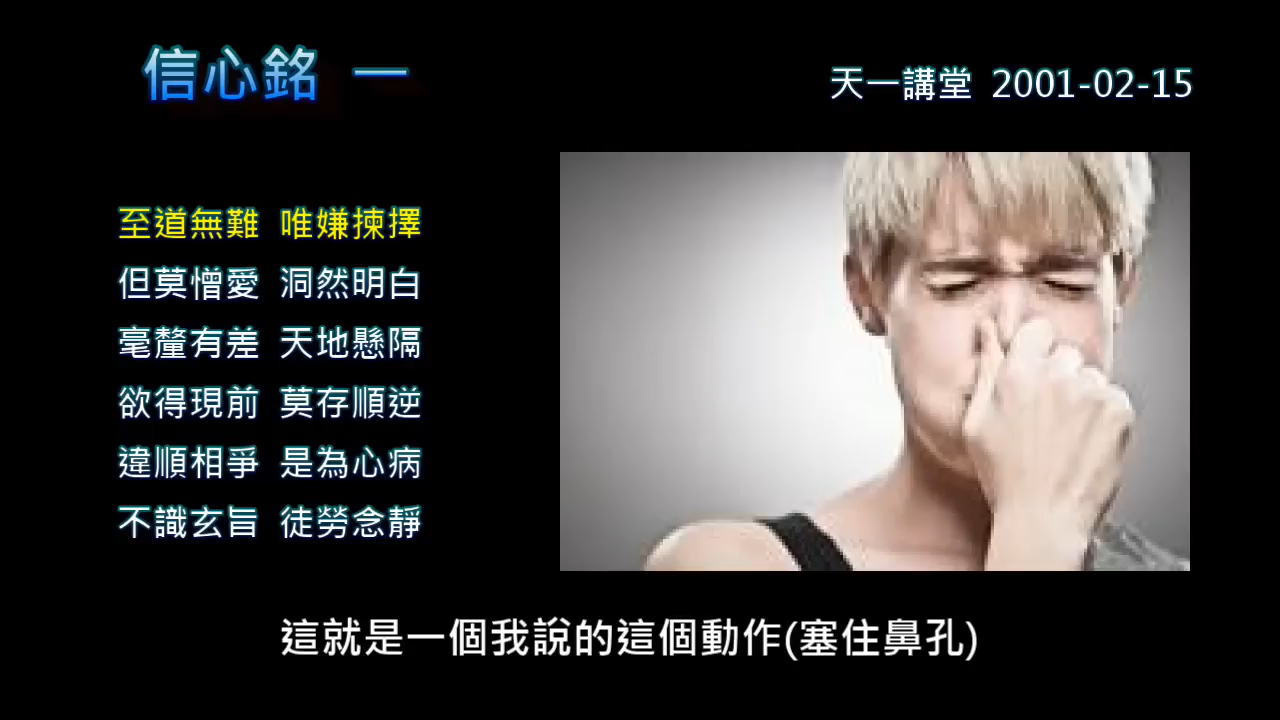 信心銘 一
天一講堂 2001-02-15
至道無難 唯嫌揀擇
但莫憎愛 洞然明白
毫釐有差 天地懸隔
欲得現前 莫存順逆
違順相爭 是為心病
不識玄旨 徒勞念靜
這就是一個我說的這個動作(塞住鼻孔)